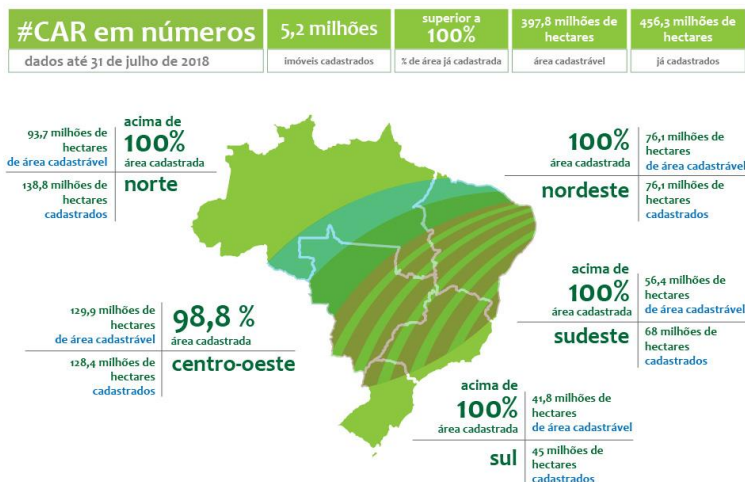 #CAR em números
dados até 31 de julho de 2018
5,2 milhões
imóveis cadastrados
superior a
100%
% de área já cadastrada
397,8 milhões de
hectares
área cadastrável
456,3 milhões de
hectares
já cadastrados
93,7 milhões de
hectares
de área cadastrável
138,8 milhões de
hectares
cadastrados
acima de
100%
área cadastrada
norte
100%
área cadastrada
nordeste
76,1 milhões de
hectares
de área cadastrável
76,1 milhões de
hectares
cadastrados
129,9 milhões de
hectares
de área cadastrável
128,4 milhões de
hectares
cadastrados
98,8 %
área cadastrada
centro-oeste
acima de
100%
área cadastrada
sudeste
56,4 milhões de
hectares
de área cadastrável
68 milhões de
hectares
cadastrados
acima de
100%
área cadastrada
sul
41,8 milhões de
hectares
de área cadastrável
45 milhões de
hectares
cadastrados